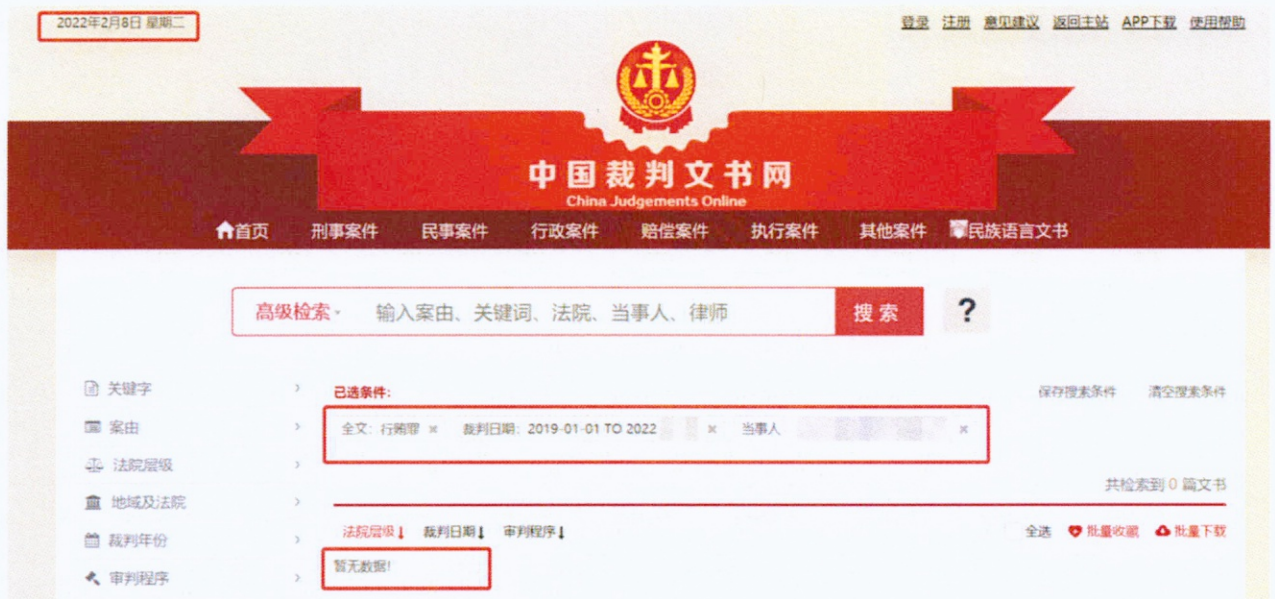 2022年2月8日 星期二
登录 注册 意见建议 返回主站 APP下载 使用帮助
中国裁判文书网
China Judgements Online
首页 刑事案件 民事案件 行政案件 赔偿案件 执行案件 其他案件 民族语言文书
高级检索 输入案由、关键词、法院、当事人、律师 搜索 ?
关键字
案由
法院层级
地域及法院
裁判年份
审判程序
已选条件: 保存搜索条件 清空搜索条件
全文:行贿罪 × 裁判日期:2019-01-01 TO 2022 × 当事人 ×
共检索到 0 篇文书
法院层级↓ 裁判日期↓ 审判程序↓ 全选 批量收藏 批量下载
暂无数据!